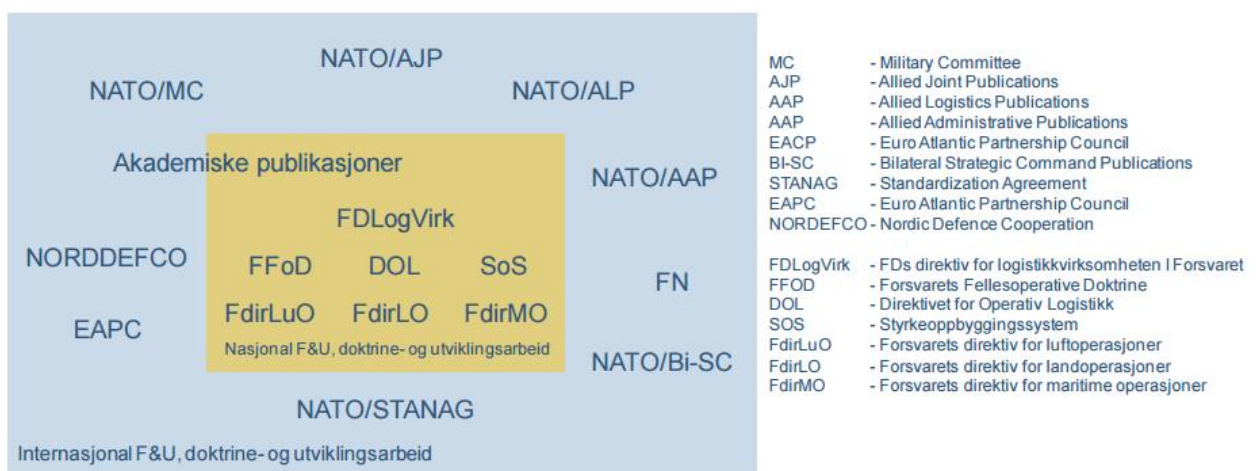 NATO/AJP
NATO/MC
NATO/ALP
Akademiske publikasjoner
NATO/AAP
FDLogVirk
NORDDEFCO
FFoD DOL SoS
FN
EAPC
FdirLuO FdirLO FdirMO
Nasjonal F&U, doktrine- og utviklingsarbeid
NATO/Bi-SC
NATO/STANAG
Internasjonal F&U, doktrine- og utviklingsarbeid
MC - Military Committee
AJP - Allied Joint Publications
AAP - Allied Logistics Publications
AAP - Allied Administrative Publications
EACP - Euro Atlantic Partnership Council
BI-SC - Bilateral Strategic Command Publications
STANAG - Standardization Agreement
EAPC - Euro Atlantic Partnership Council
NORDEFCO - Nordic Defence Cooperation
FDLogVirk - FDs direktiv for logistikkvirksomheten I Forsvaret
FFOD - Forsvarets Fellesoperative Doktrine
DOL - Direktivet for Operativ Logistikk
SOS - Styrkeoppbyggingssystem
FdirLuO - Forsvarets direktiv for luftoperasjoner
FdirLO - Forsvarets direktiv for landoperasjoner
FdirMO - Forsvarets direktiv for maritime operasjoner